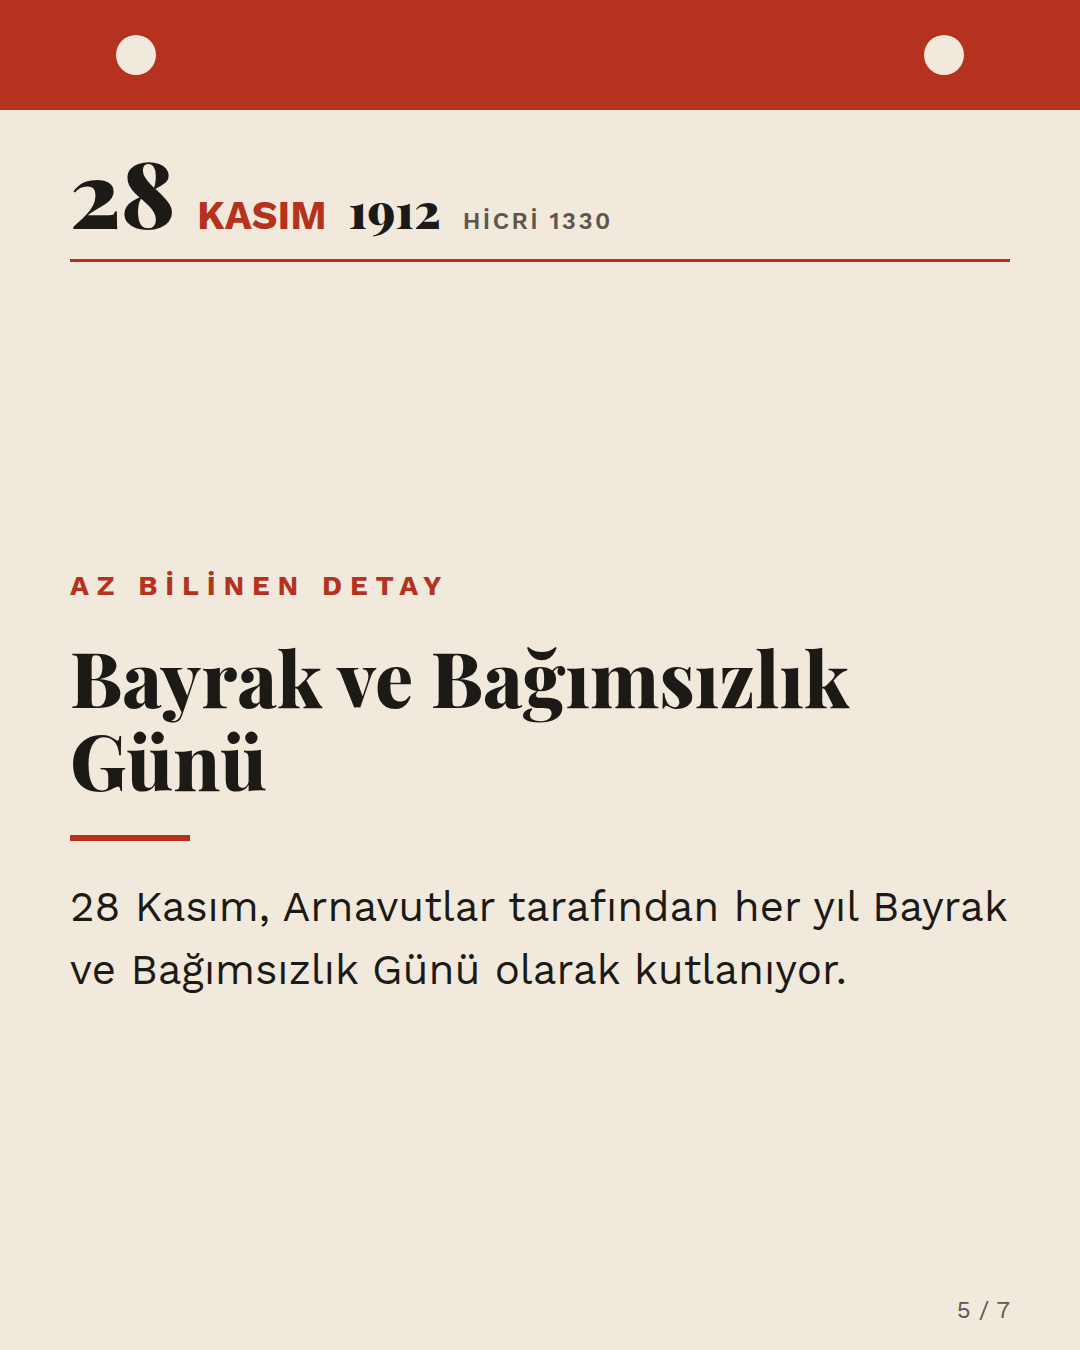 28 KASIM 1912 HİCRİ 1330
AZ BİLİNEN DETAY
Bayrak ve Bağımsızlık
Günü
28 Kasım, Arnavutlar tarafından her yıl Bayrak
ve Bağımsızlık Günü olarak kutlanıyor.
5 / 7